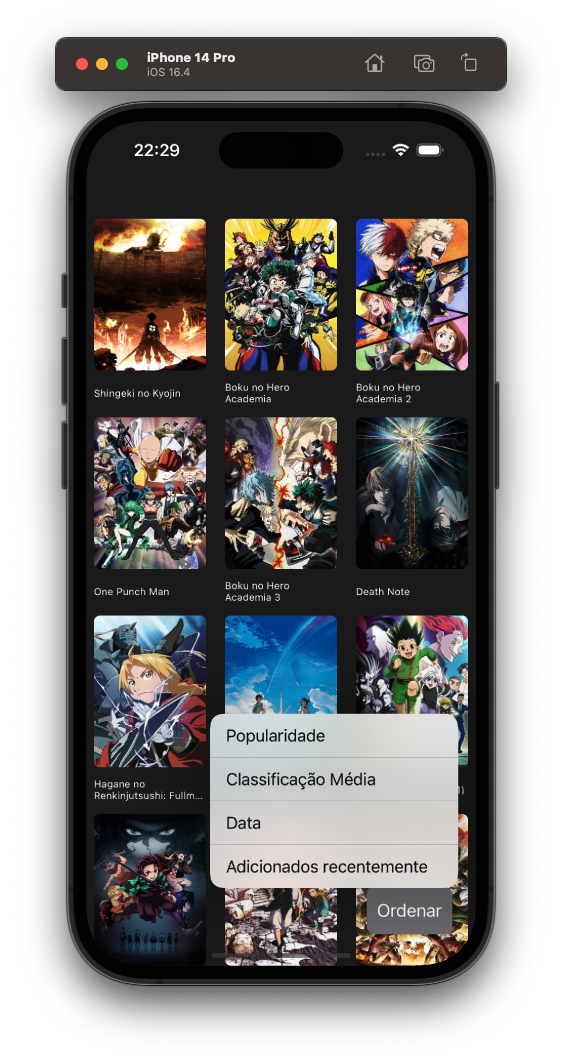 iPhone 14 Pro
iOS 16.4
22:29
Shingeki no Kyojin
Boku no Hero
Academia
Boku no Hero
Academia 2
One Punch Man
Boku no Hero
Academia 3
Death Note
Hagane no
Renkinjutsushi: Fullm...
1)
Popularidade
Classificação Média
Data
Adicionados recentemente
Ordenar